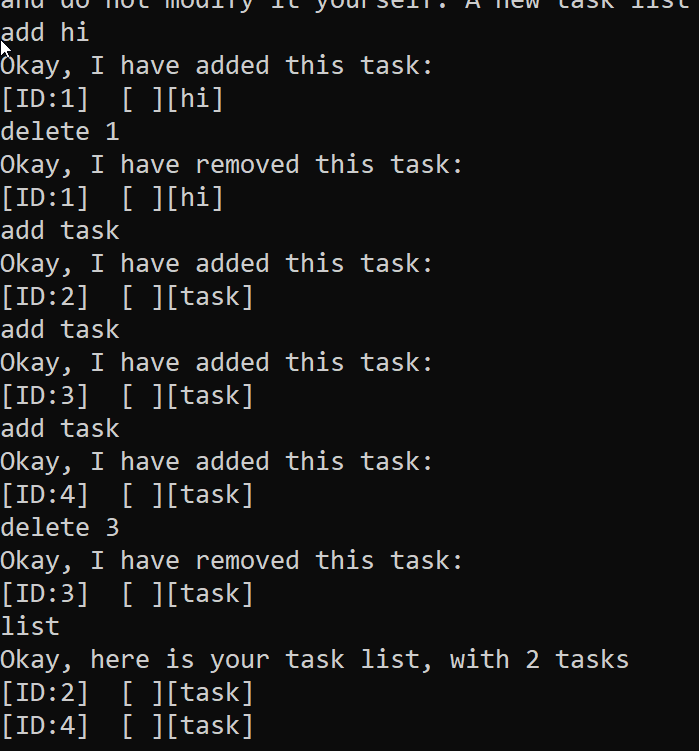 and do not modify it yourself. A new task list
add hi
Okay, I have added this task:
[ID:1]  [ ][hi]
delete 1
Okay, I have removed this task:
[ID:1]  [ ][hi]
add task
Okay, I have added this task:
[ID:2]  [ ][task]
add task
Okay, I have added this task:
[ID:3]  [ ][task]
add task
Okay, I have added this task:
[ID:4]  [ ][task]
delete 3
Okay, I have removed this task:
[ID:3]  [ ][task]
list
Okay, here is your task list, with 2 tasks
[ID:2]  [ ][task]
[ID:4]  [ ][task]